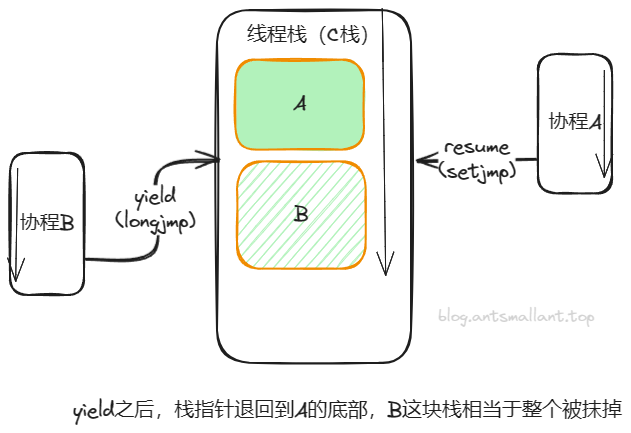 线程栈（C栈）
A
协程A
resume
(setjmp)
yield
(longjmp)
协程B
B
blog.antsmallant.top
yield之后，栈指针退回到A的底部，B这块栈相当于整个被抹掉